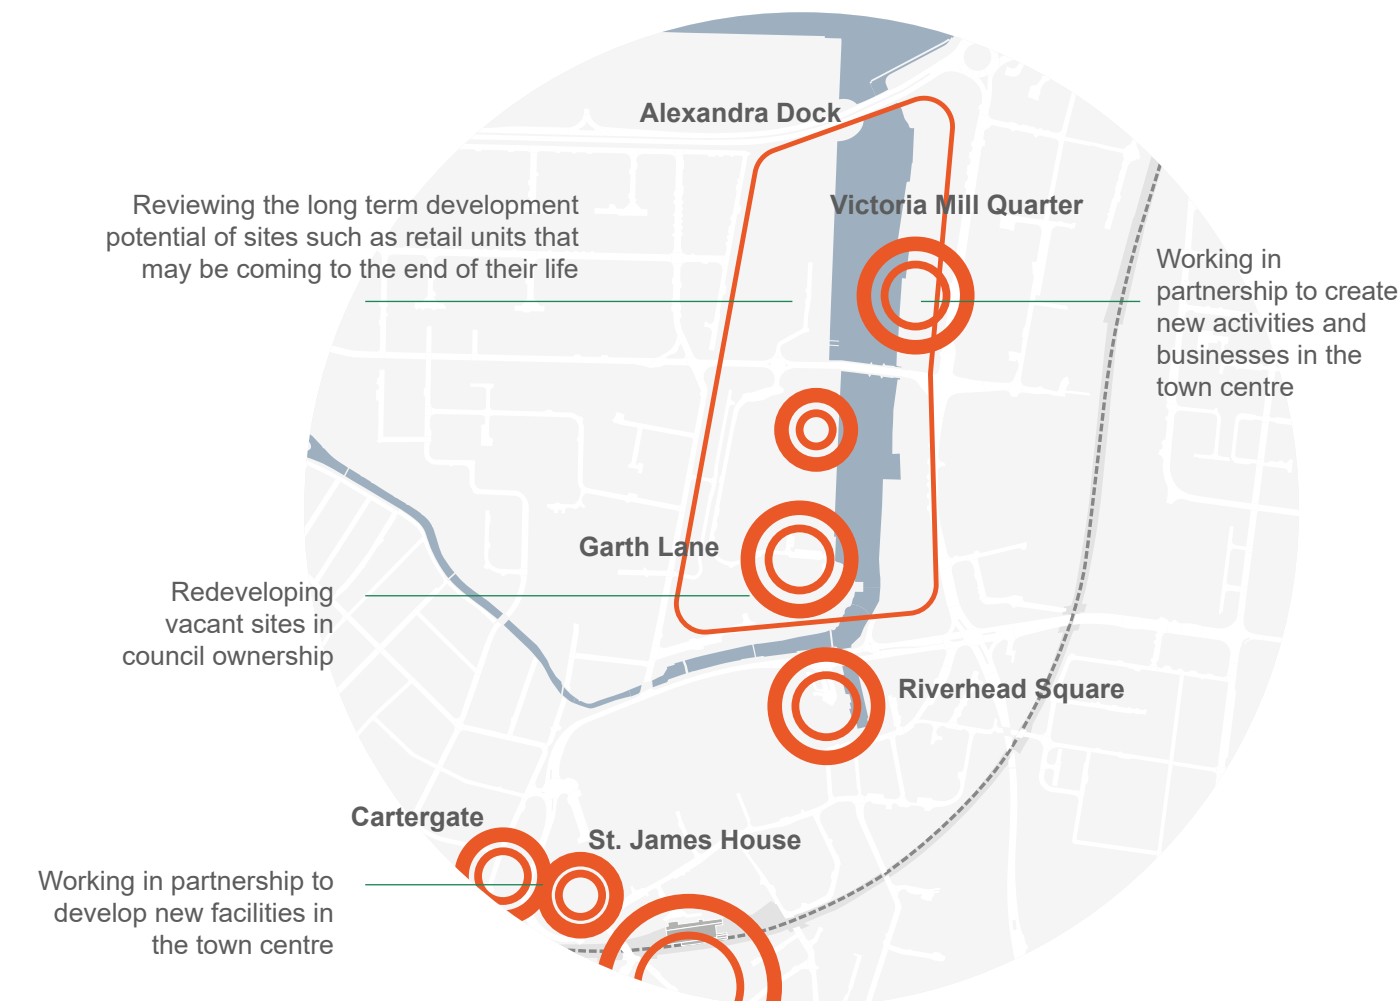 Alexandra Dock
Reviewing the long term development
potential of sites such as retail units that
may be coming to the end of their life
Victoria Mill Quarter
Working in
partnership to create
new activities and
businesses in the
town centre
Garth Lane
Redeveloping
vacant sites in
council ownership
Riverhead Square
Cartergate
St. James House
Working in partnership to
develop new facilities in
the town centre